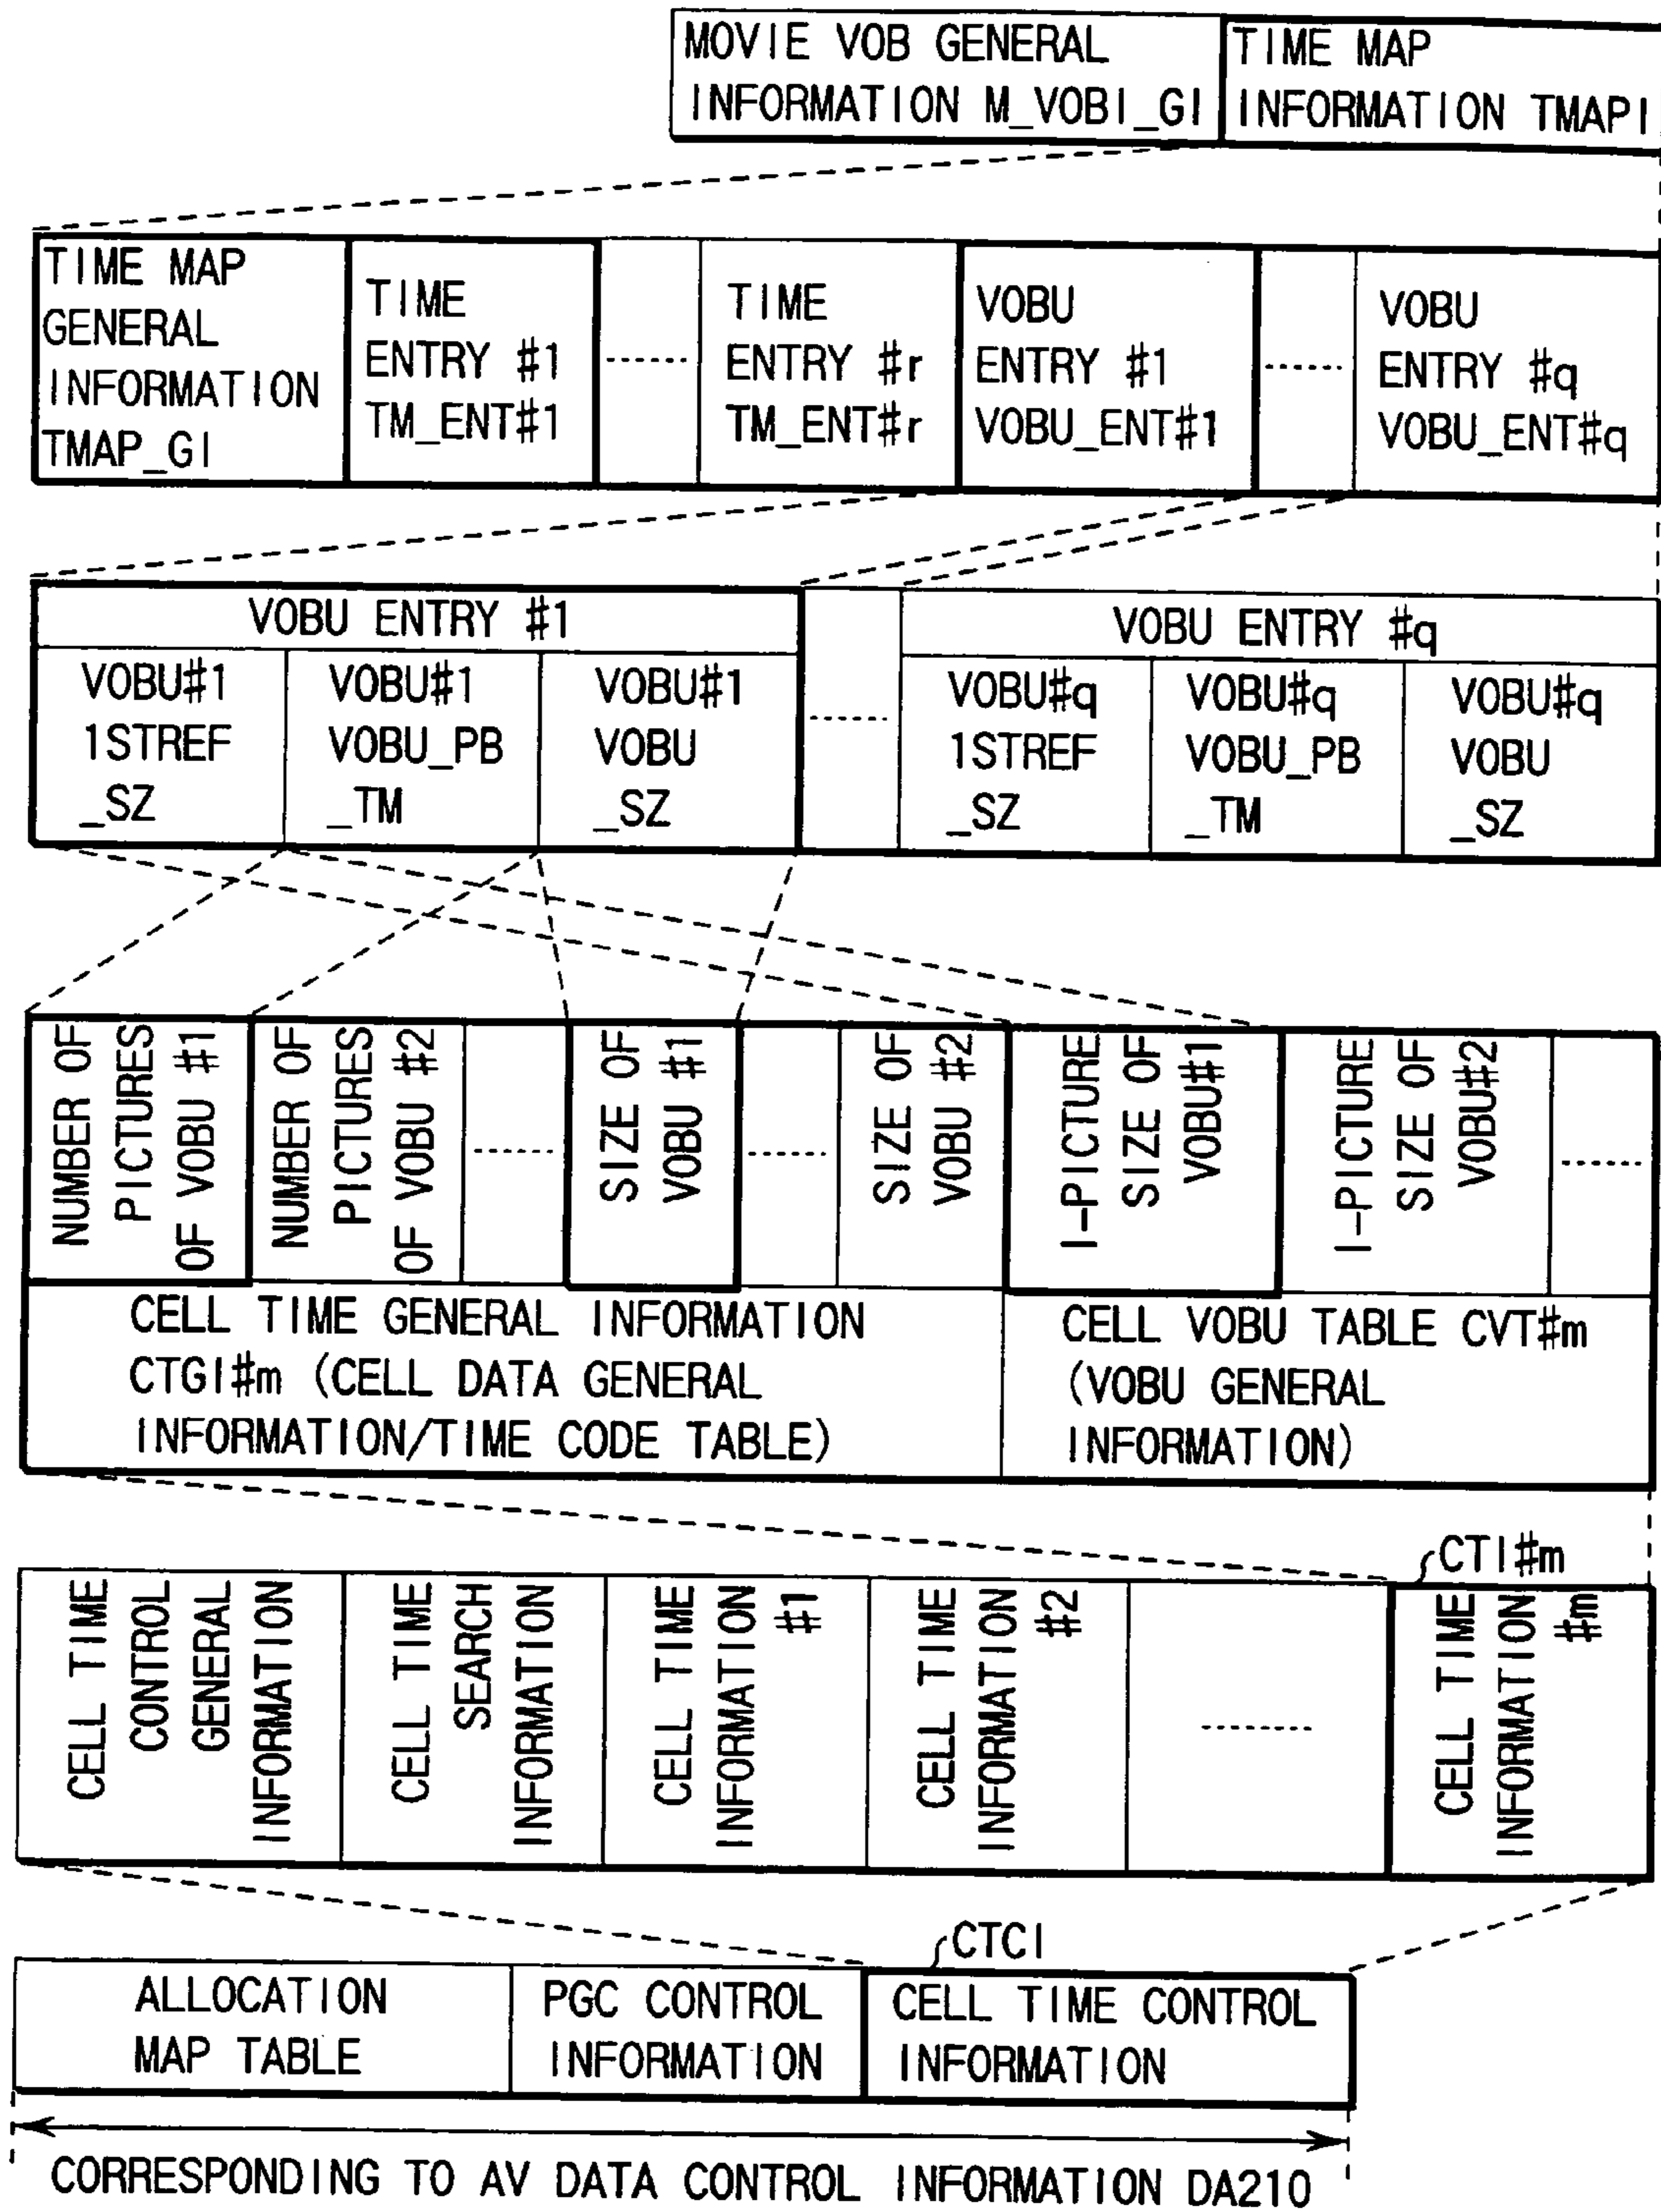 MOVIE VOB GENERAL
INFORMATION M_VOBI_GI
TIME MAP
INFORMATION TMAPI
TIME MAP
GENERAL
INFORMATION
TMAP_GI
TIME
ENTRY #1
TM_ENT#1
TIME
ENTRY #r
TM_ENT#r
VOBU
ENTRY #1
VOBU_ENT#1
VOBU
ENTRY #q
VOBU_ENT#q
VOBU ENTRY #1
VOBU#1
1STREF
_SZ
VOBU#1
VOBU_PB
_TM
VOBU#1
VOBU
_SZ
VOBU ENTRY #q
VOBU#q
1STREF
_SZ
VOBU#q
VOBU_PB
_TM
VOBU#q
VOBU
_SZ
NUMBER OF
PICTURES
OF VOBU #1
NUMBER OF
PICTURES
OF VOBU #2
SIZE OF
VOBU #1
SIZE OF
VOBU #2
I-PICTURE
SIZE OF
VOBU#1
I-PICTURE
SIZE OF
VOBU#2
CELL TIME GENERAL INFORMATION
CTGI#m (CELL DATA GENERAL
INFORMATION/TIME CODE TABLE)
CELL VOBU TABLE CVT#m
(VOBU GENERAL
INFORMATION)
CTI#m
CELL TIME
CONTROL
GENERAL
INFORMATION
CELL TIME
SEARCH
INFORMATION
CELL TIME
INFORMATION
#1
CELL TIME
INFORMATION
#2
CELL TIME
INFORMATION
#m
CTCI
ALLOCATION
MAP TABLE
PGC CONTROL
INFORMATION
CELL TIME CONTROL
INFORMATION
CORRESPONDING TO AV DATA CONTROL INFORMATION DA210